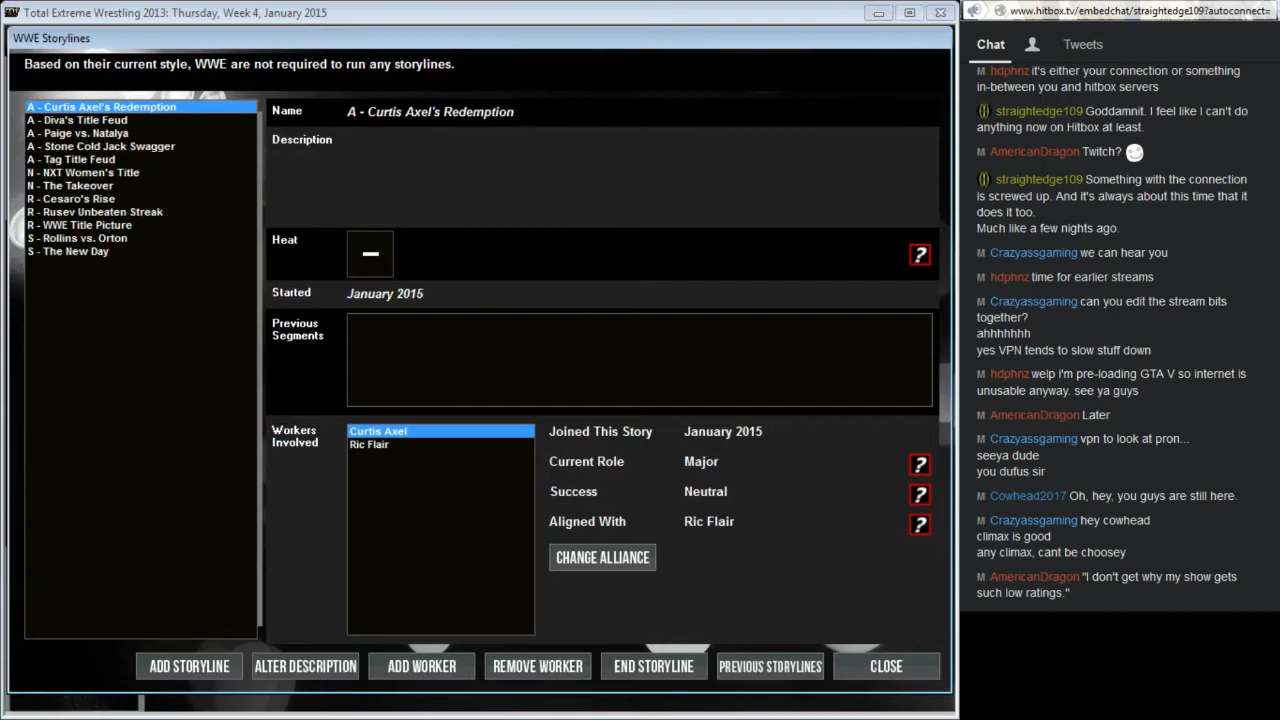 Total Extreme Wrestling 2013: Thursday, Week 4, January 2015
WWE Storylines
Based on their current style, WWE are not required to run any storylines.
A - Curtis Axel's Redemption
A - Diva's Title Feud
A - Paige vs. Natalya
A - Stone Cold Jack Swagger
A - Tag Title Feud
N - NXT Women's Title
N - The Takeover
R - Cesaro's Rise
R - Rusev Unbeaten Streak
R - WWE Title Picture
S - Rollins vs. Orton
S - The New Day
Name
A - Curtis Axel's Redemption
Description
Heat
?
Started
January 2015
Previous
Segments
Workers
Involved
Curtis Axel
Ric Flair
Joined This Story
January 2015
Current Role
Major
?
Success
Neutral
?
Aligned With
Ric Flair
?
CHANGE ALLIANCE
ADD STORYLINE
ALTER DESCRIPTION
ADD WORKER
REMOVE WORKER
END STORYLINE
PREVIOUS STORYLINES
CLOSE
www.hitbox.tv/embedchat/straightedge109?autoconnect=
Chat
Tweets
M hdphnz it's either your connection or something
in-between you and hitbox servers
straightedge109 Goddamnit. I feel like I can't do
anything now on Hitbox at least.
M AmericanDragon Twitch?
straightedge109 Something with the connection
is screwed up. And it's always about this time that it
does it too.
Much like a few nights ago.
M Crazyassgaming we can hear you
M hdphnz time for earlier streams
M Crazyassgaming can you edit the stream bits
together?
ahhhhhhh
yes VPN tends to slow stuff down
M hdphnz welp i'm pre-loading GTA V so internet is
unusable anyway. see ya guys
M AmericanDragon Later
M Crazyassgaming vpn to look at pron...
seeya dude
you dufus sir
M Cowhead2017 Oh, hey, you guys are still here.
M Crazyassgaming hey cowhead
climax is good
any climax, cant be choosey
M AmericanDragon "I don't get why my show gets
such low ratings."